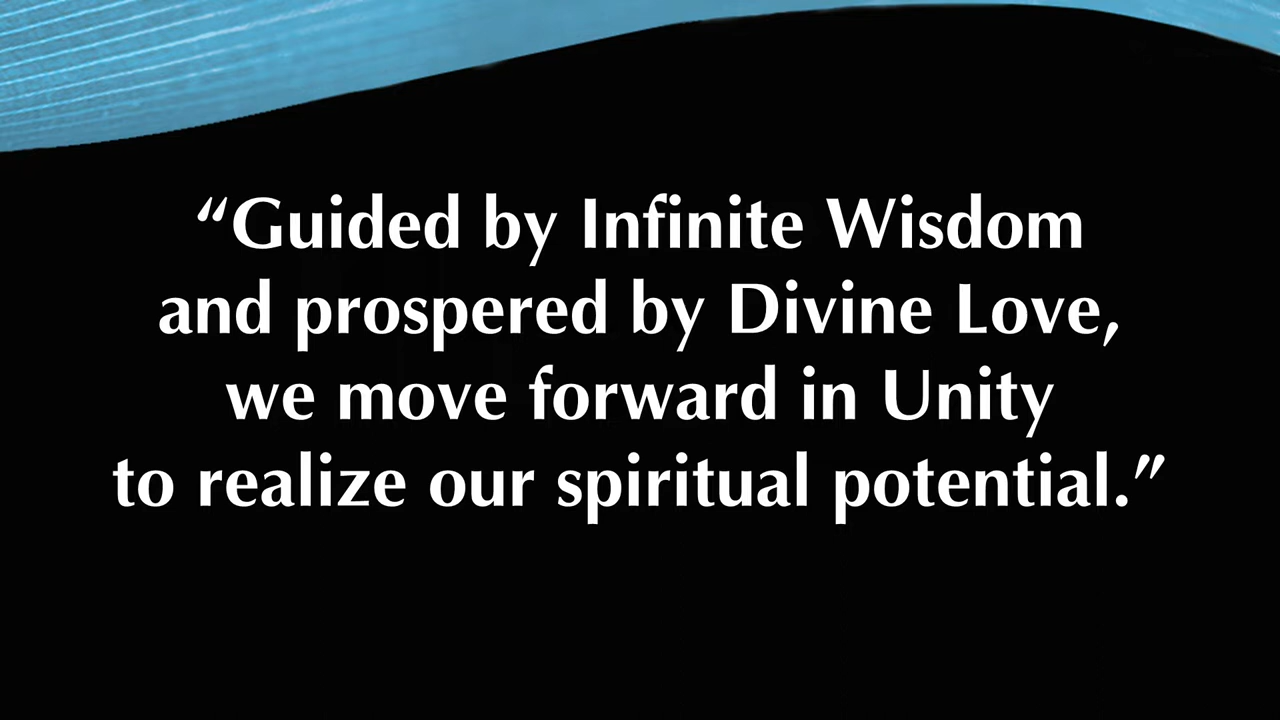 “Guided by Infinite Wisdom
and prospered by Divine Love,
we move forward in Unity
to realize our spiritual potential.”